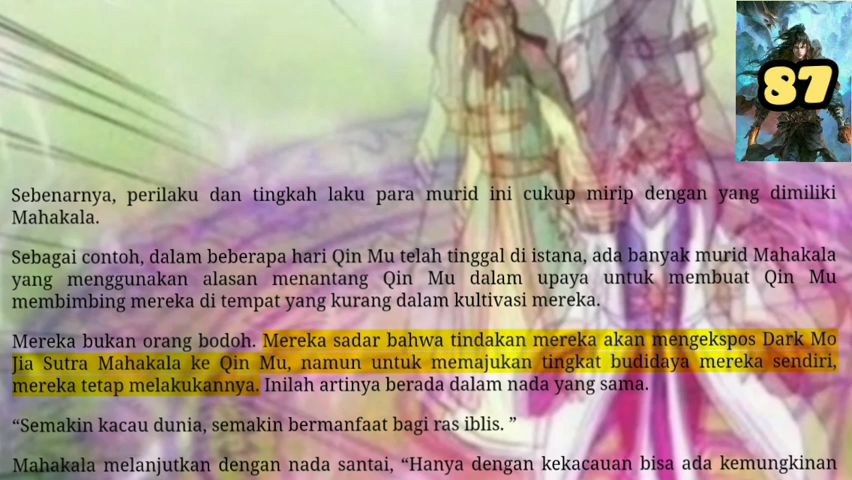 87
Sebenarnya, perilaku dan tingkah laku para murid ini cukup mirip dengan yang dimiliki
Mahakala.
Sebagai contoh, dalam beberapa hari Qin Mu telah tinggal di istana, ada banyak murid Mahakala
yang menggunakan alasan menantang Qin Mu dalam upaya untuk membuat Qin Mu
membimbing mereka di tempat yang kurang dalam kultivasi mereka.
Mereka bukan orang bodoh. Mereka sadar bahwa tindakan mereka akan mengekspos Dark Mo
Jia Sutra Mahakala ke Qin Mu, namun untuk memajukan tingkat budidaya mereka sendiri,
mereka tetap melakukannya. Inilah artinya berada dalam nada yang sama.
“Semakin kacau dunia, semakin bermanfaat bagi ras iblis. ”
Mahakala melanjutkan dengan nada santai, “Hanya dengan kekacauan bisa ada kemungkinan